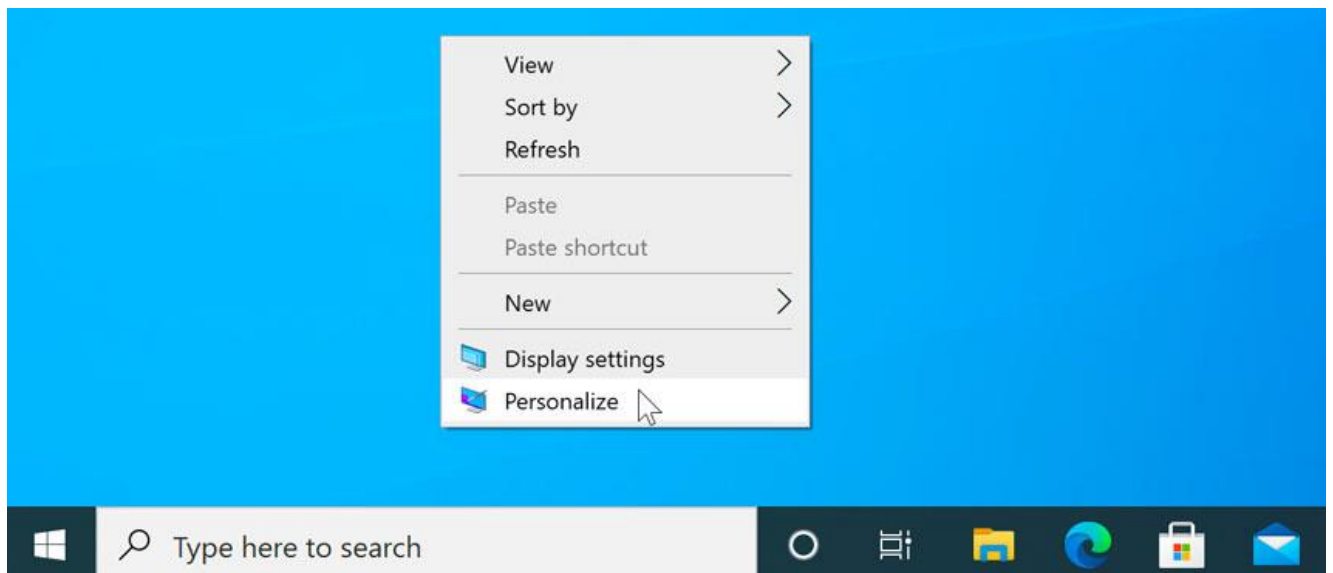 View
Sort by
Refresh
Paste
Paste shortcut
New
Display settings
Personalize
Type here to search